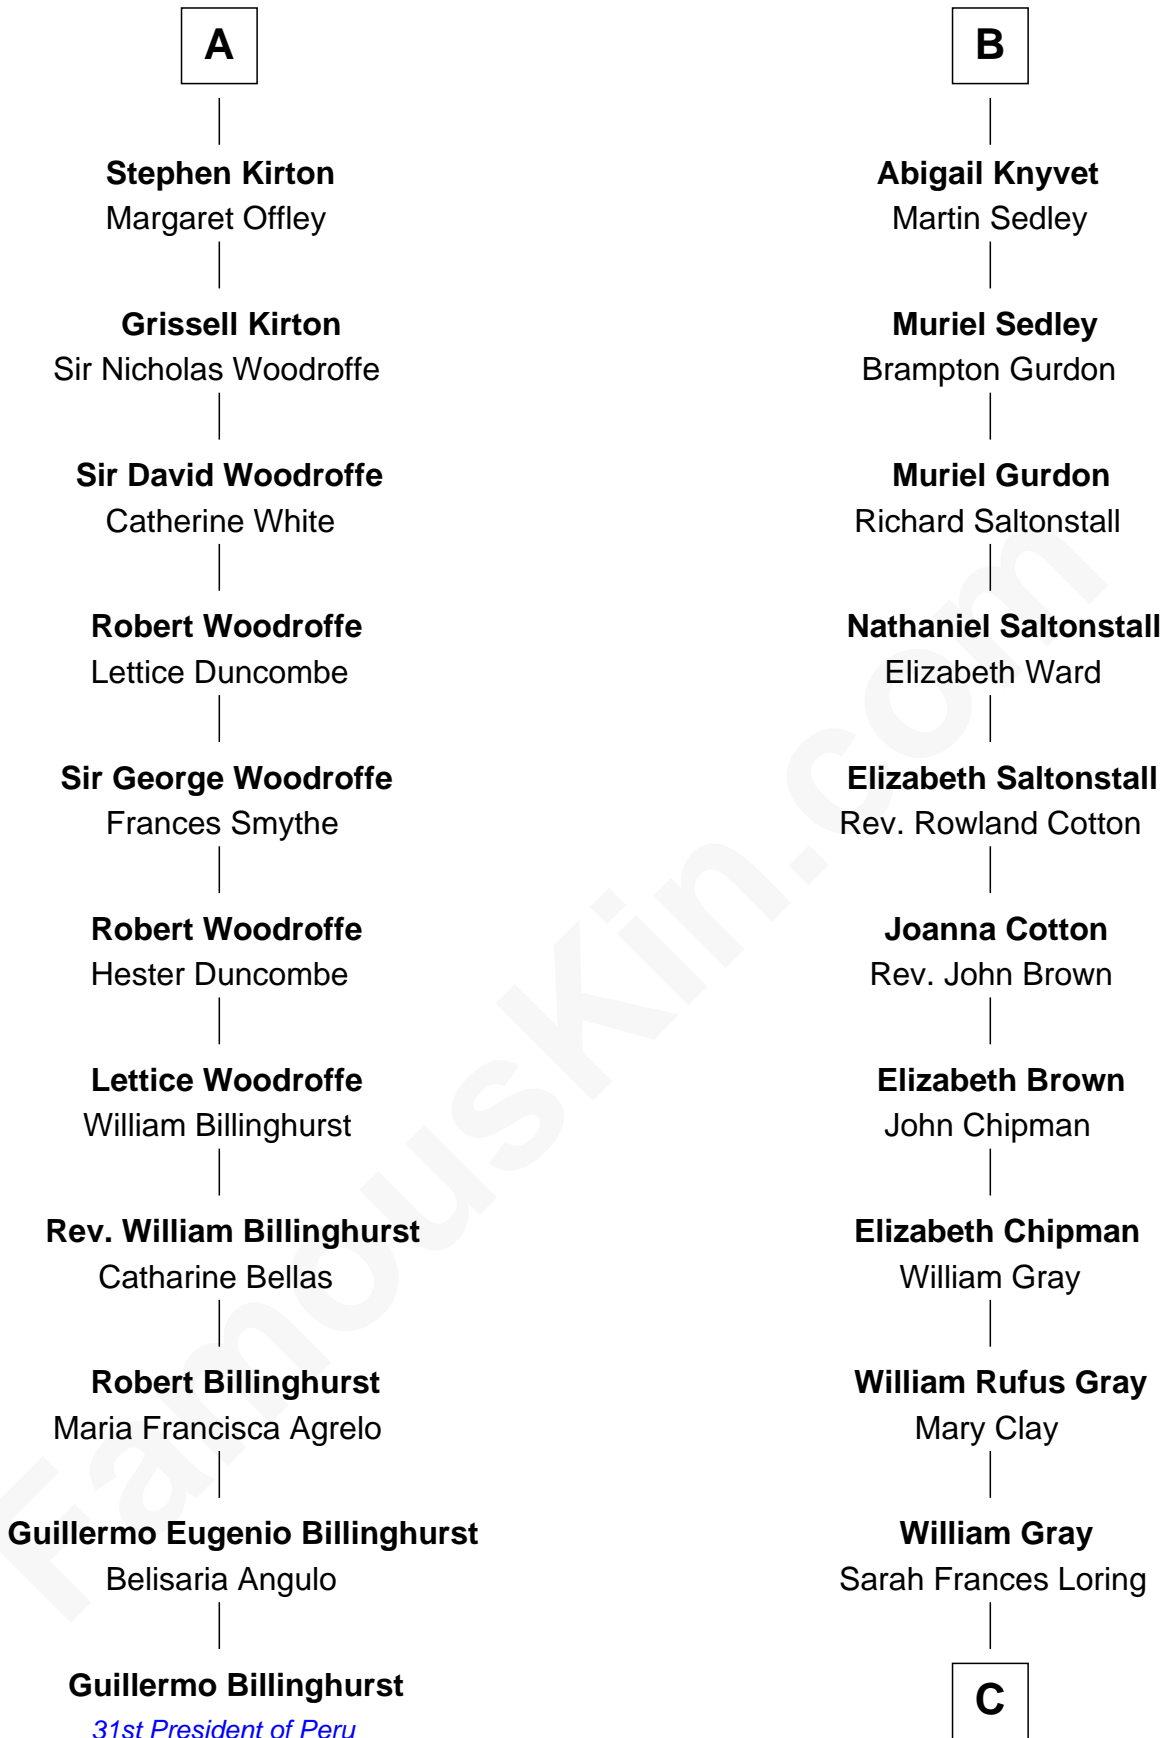 A
Stephen Kirton
Margaret Offley
Grissell Kirton
Sir Nicholas Woodroffe
Sir David Woodroffe
Catherine White
Robert Woodroffe
Lettice Duncombe
Sir George Woodroffe
Frances Smythe
Robert Woodroffe
Hester Duncombe
Lettice Woodroffe
William Billinghurst
Rev. William Billinghurst
Catharine Bellas
Robert Billinghurst
Maria Francisca Agrelo
Guillermo Eugenio Billinghurst
Belisaria Angulo
Guillermo Billinghurst
31st President of Peru
B
Abigail Knyvet
Martin Sedley
Muriel Sedley
Brampton Gurdon
Muriel Gurdon
Richard Saltonstall
Nathaniel Saltonstall
Elizabeth Ward
Elizabeth Saltonstall
Rev. Rowland Cotton
Joanna Cotton
Rev. John Brown
Elizabeth Brown
John Chipman
Elizabeth Chipman
William Gray
William Rufus Gray
Mary Clay
William Gray
Sarah Frances Loring
C
FamousKin.com